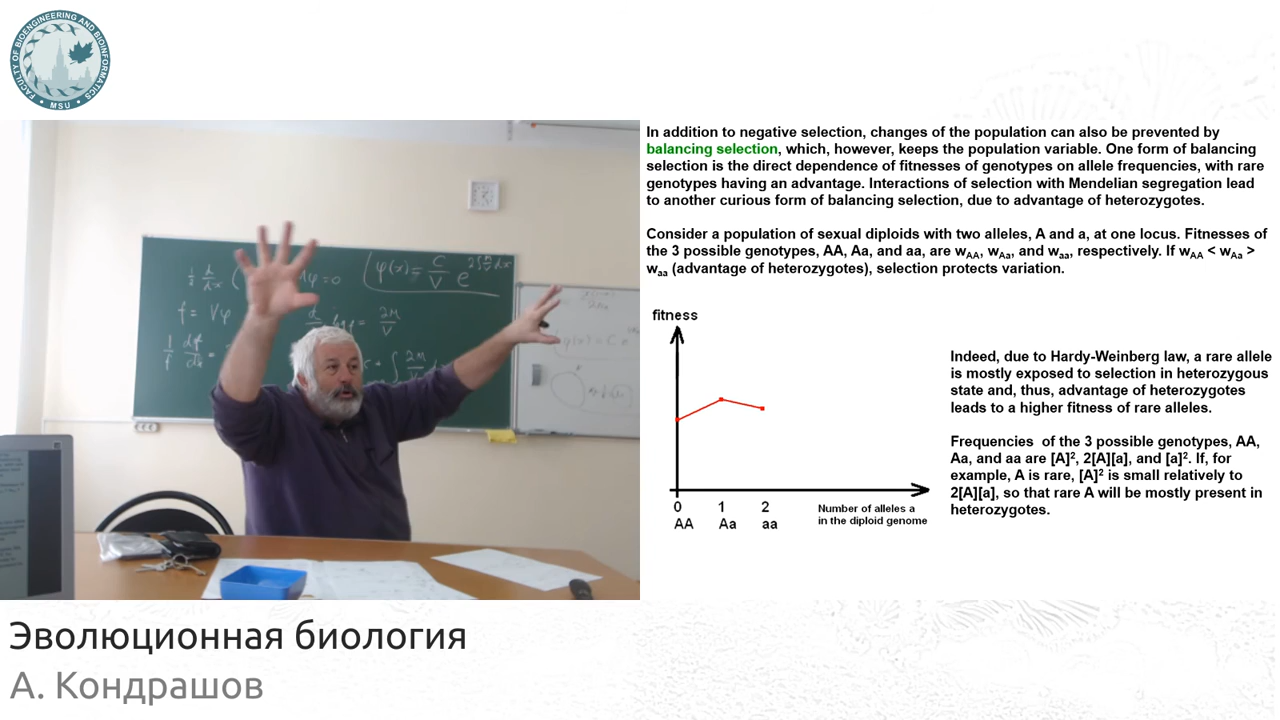 FACULTY OF BIOENGINEERING AND BIOINFORMATICS
• MSU •
In addition to negative selection, changes of the population can also be prevented by
balancing selection, which, however, keeps the population variable. One form of balancing
selection is the direct dependence of fitnesses of genotypes on allele frequencies, with rare
genotypes having an advantage. Interactions of selection with Mendelian segregation lead
to another curious form of balancing selection, due to advantage of heterozygotes.
Consider a population of sexual diploids with two alleles, A and a, at one locus. Fitnesses of
the 3 possible genotypes, AA, Aa, and aa, are wAA, wAa, and waa, respectively. If wAA < wAa >
waa (advantage of heterozygotes), selection protects variation.
fitness
0 1 2
AA Aa aa
Number of alleles a
in the diploid genome
Indeed, due to Hardy-Weinberg law, a rare allele
is mostly exposed to selection in heterozygous
state and, thus, advantage of heterozygotes
leads to a higher fitness of rare alleles.
Frequencies of the 3 possible genotypes, AA,
Aa, and aa are [A]², 2[A][a], and [a]². If, for
example, A is rare, [A]² is small relatively to
2[A][a], so that rare A will be mostly present in
heterozygotes.
φ(x) = C/V e
f = Vφ
= 2M/V
Эволюционная биология
А. Кондрашов